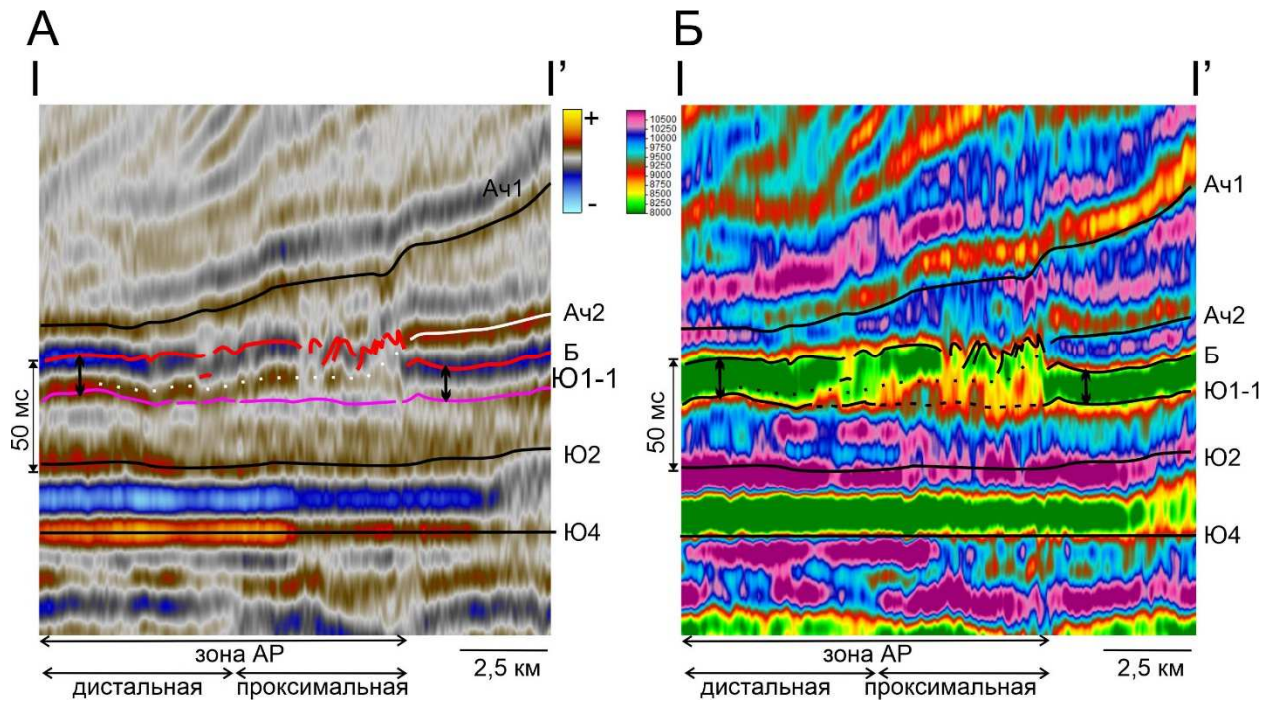 А
Б
I
I’
I
I’
+
-
10500
10250
10000
9750
9500
9250
9000
8750
8500
8250
8000
Ач1
Ач2
Б
Ю1-1
Ю2
Ю4
50 мс
Ач1
Ач2
Б
Ю1-1
Ю2
Ю4
50 мс
зона АР
2,5 км
дистальная
проксимальная
зона АР
2,5 км
дистальная
проксимальная